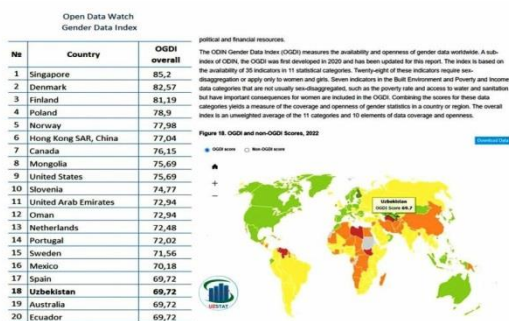 Open Data Watch
Gender Data Index
№ Country OGDI overall
1 Singapore 85,2
2 Denmark 82,57
3 Finland 81,19
4 Poland 78,9
5 Norway 77,98
6 Hong Kong SAR, China 77,04
7 Canada 76,15
8 Mongolia 75,69
9 United States 75,69
10 Slovenia 74,77
11 United Arab Emirates 72,94
12 Oman 72,94
13 Netherlands 72,48
14 Portugal 72,02
15 Sweden 71,56
16 Mexico 70,18
17 Spain 69,72
18 Uzbekistan 69,72
19 Australia 69,72
20 Ecuador 69,72
political and financial resources.
The ODIN Gender Data Index (OGDI) measures the availability and openness of gender data worldwide. A sub-
index of ODIN, the OGDI was first developed in 2020 and has been updated for this report. The index is based on
the availability of 35 indicators in 11 statistical categories. Twenty-eight of these indicators require sex-
disaggregation or apply only to women and girls. Seven indicators in the Built Environment and Poverty and Income
data categories that are not usually sex-disaggregated, such as the poverty rate and access to water and sanitation
but have important consequences for women are included in the OGDI. Combining the scores for these data
categories yields a measure of the coverage and openness of gender statistics in a country or region. The overall
index is an unweighted average of the 11 categories and 10 elements of data coverage and openness.
Figure 18. OGDI and non-OGDI Scores, 2022
Download Data
OGDI score Non-OGDI score
+
−
Uzbekistan
OGDI Score 69.7
UZSTAT